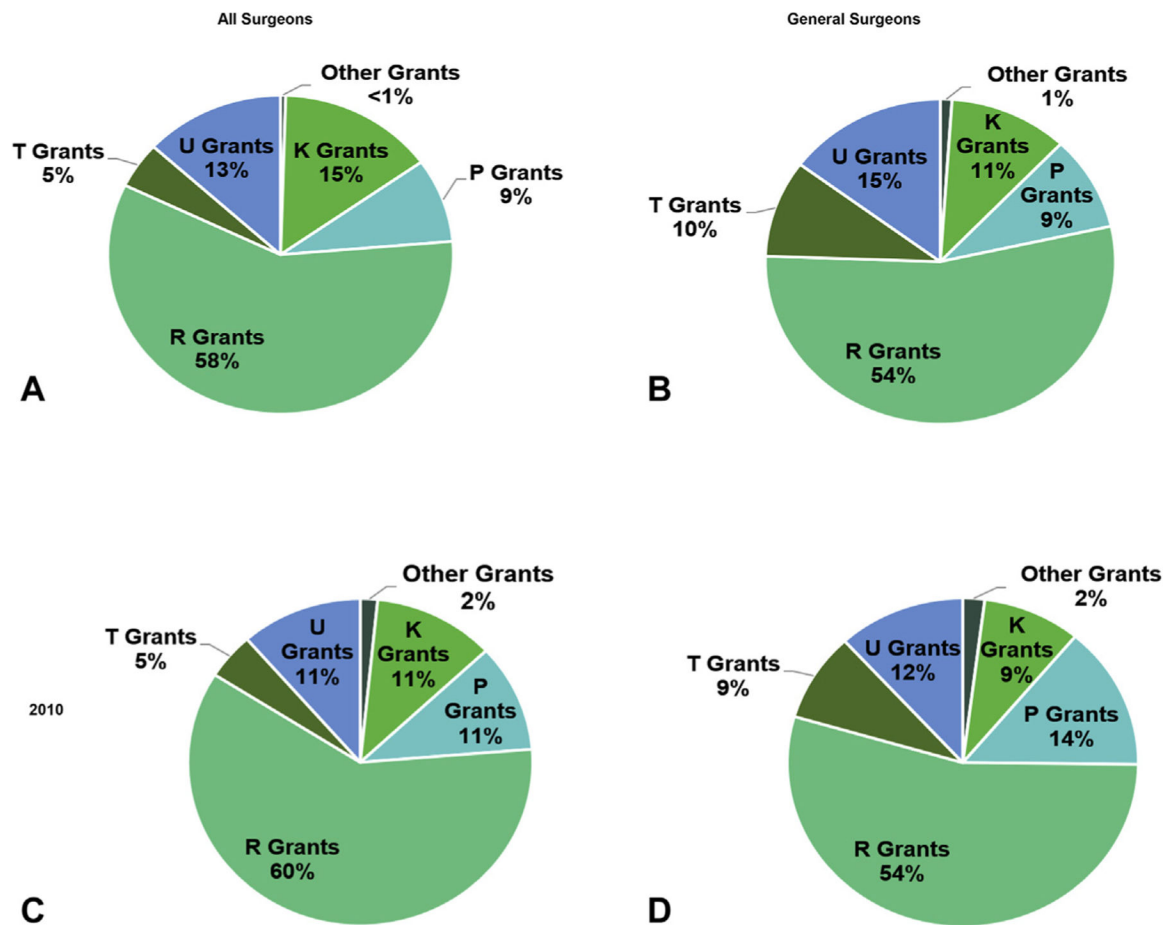 All Surgeons
General Surgeons
Other Grants
<1%
U Grants
13%
K Grants
15%
T Grants
5%
P Grants
9%
R Grants
58%
A
Other Grants
1%
U Grants
15%
K
Grants
11%
P
Grants
9%
T Grants
10%
R Grants
54%
B
Other Grants
2%
U
Grants
11%
K
Grants
11%
T Grants
5%
P
Grants
11%
2010
R Grants
60%
C
Other Grants
2%
U Grants
12%
K
Grants
9%
T Grants
9%
P Grants
14%
R Grants
54%
D